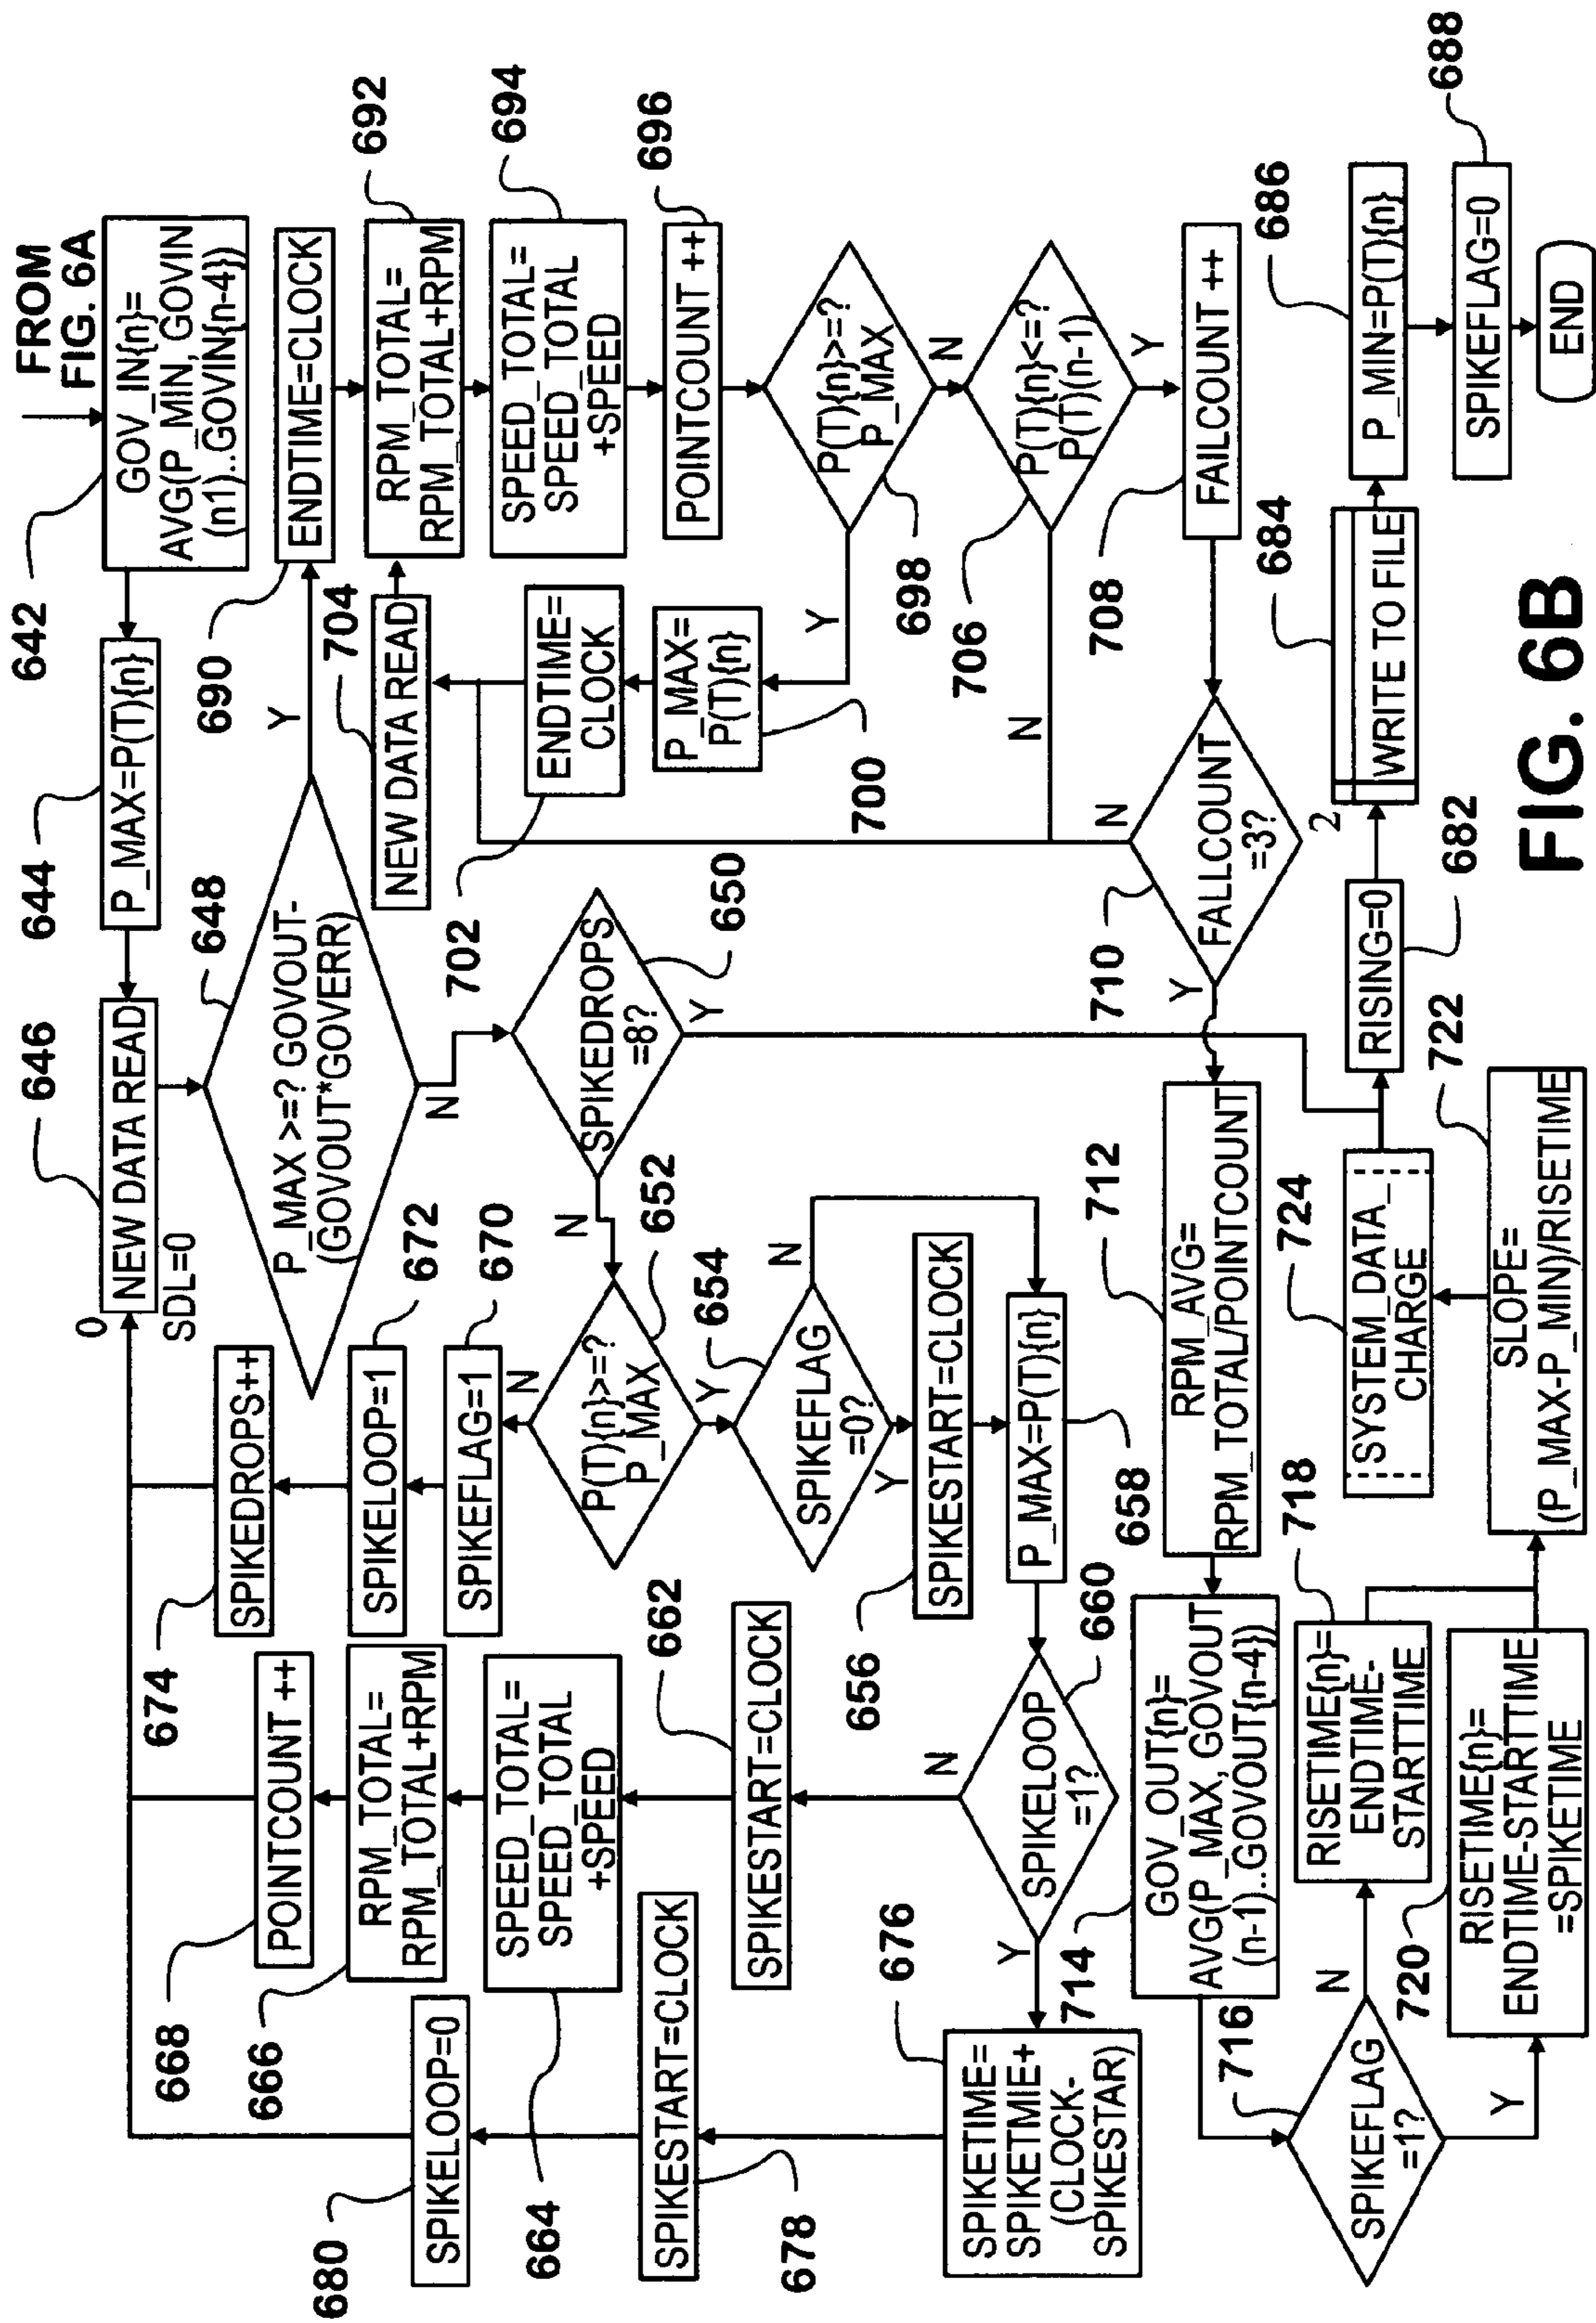 FROM
FIG. 6A
642
GOV_IN{n}=
AVG(P_MIN, GOVIN
(n1)..GOVIN{n-4})
644
P_MAX=P(T){n}
646
0
NEW DATA READ
SDL=0
648
P_MAX >=? GOVOUT-
(GOVOUT*GOVERR)
Y
N
690
ENDTIME=CLOCK
692
RPM_TOTAL=
RPM_TOTAL+RPM
694
SPEED_TOTAL=
SPEED_TOTAL
+SPEED
696
POINTCOUNT ++
698
P(T){n}>=?
P_MAX
Y
N
700
P_MAX=
P(T){n}
702
ENDTIME=
CLOCK
704
NEW DATA READ
706
P(T){n}<=?
P(T)(n-1)
N
Y
708
FAILCOUNT ++
710
FALLCOUNT
=3?
N
Y
650
SPIKEDROPS
=8?
Y
N
652
P(T){n}>=?
P_MAX
N
Y
670
SPIKEFLAG=1
672
SPIKELOOP=1
674
SPIKEDROPS++
654
SPIKEFLAG
=0?
N
Y
656
SPIKESTART=CLOCK
658
P_MAX=P(T){n}
660
SPIKELOOP
=1?
N
Y
662
SPIKESTART=CLOCK
664
SPEED_TOTAL=
SPEED_TOTAL
+SPEED
666
RPM_TOTAL=
RPM_TOTAL+RPM
668
POINTCOUNT ++
676
SPIKETIME=
SPIKETMIE+
(CLOCK-
SPIKESTAR)
678
SPIKESTART=CLOCK
680
SPIKELOOP=0
712
RPM_AVG=
RPM_TOTAL/POINTCOUNT
714
GOV_OUT{n}=
AVG(P_MAX, GOVOUT
(n-1)..GOVOUT{n-4})
716
SPIKEFLAG
=1?
N
Y
718
RISETIME{n}=
ENDTIME-
STARTTIME
720
RISETIME{n}=
ENDTIME-STARTTIME
=SPIKETIME
722
SLOPE=
(P_MAX-P_MIN)/RISETIME
724
SYSTEM_DATA_
CHARGE
682
RISING=0
2
684
WRITE TO FILE
686
P_MIN=P(T){n}
688
SPIKEFLAG=0
END
FIG. 6B